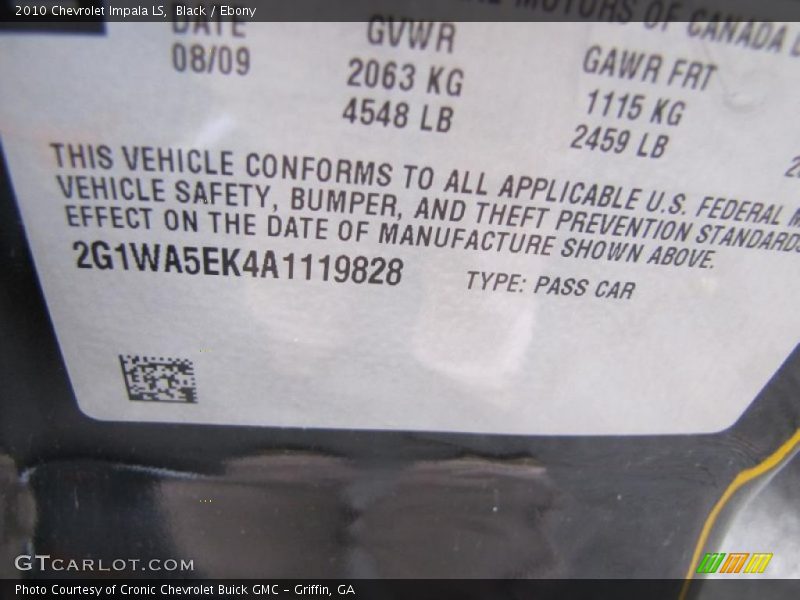 2010 Chevrolet Impala LS, Black / Ebony
MOTORS OF CANADA
DATE GVWR GAWR FRT
08/09 2063 KG 1115 KG
4548 LB 2459 LB
THIS VEHICLE CONFORMS TO ALL APPLICABLE U.S. FEDERAL
VEHICLE SAFETY, BUMPER, AND THEFT PREVENTION STANDARDS
EFFECT ON THE DATE OF MANUFACTURE SHOWN ABOVE.
2G1WA5EK4A1119828 TYPE: PASS CAR
GTCARLOT.COM
Photo Courtesy of Cronic Chevrolet Buick GMC – Griffin, GA